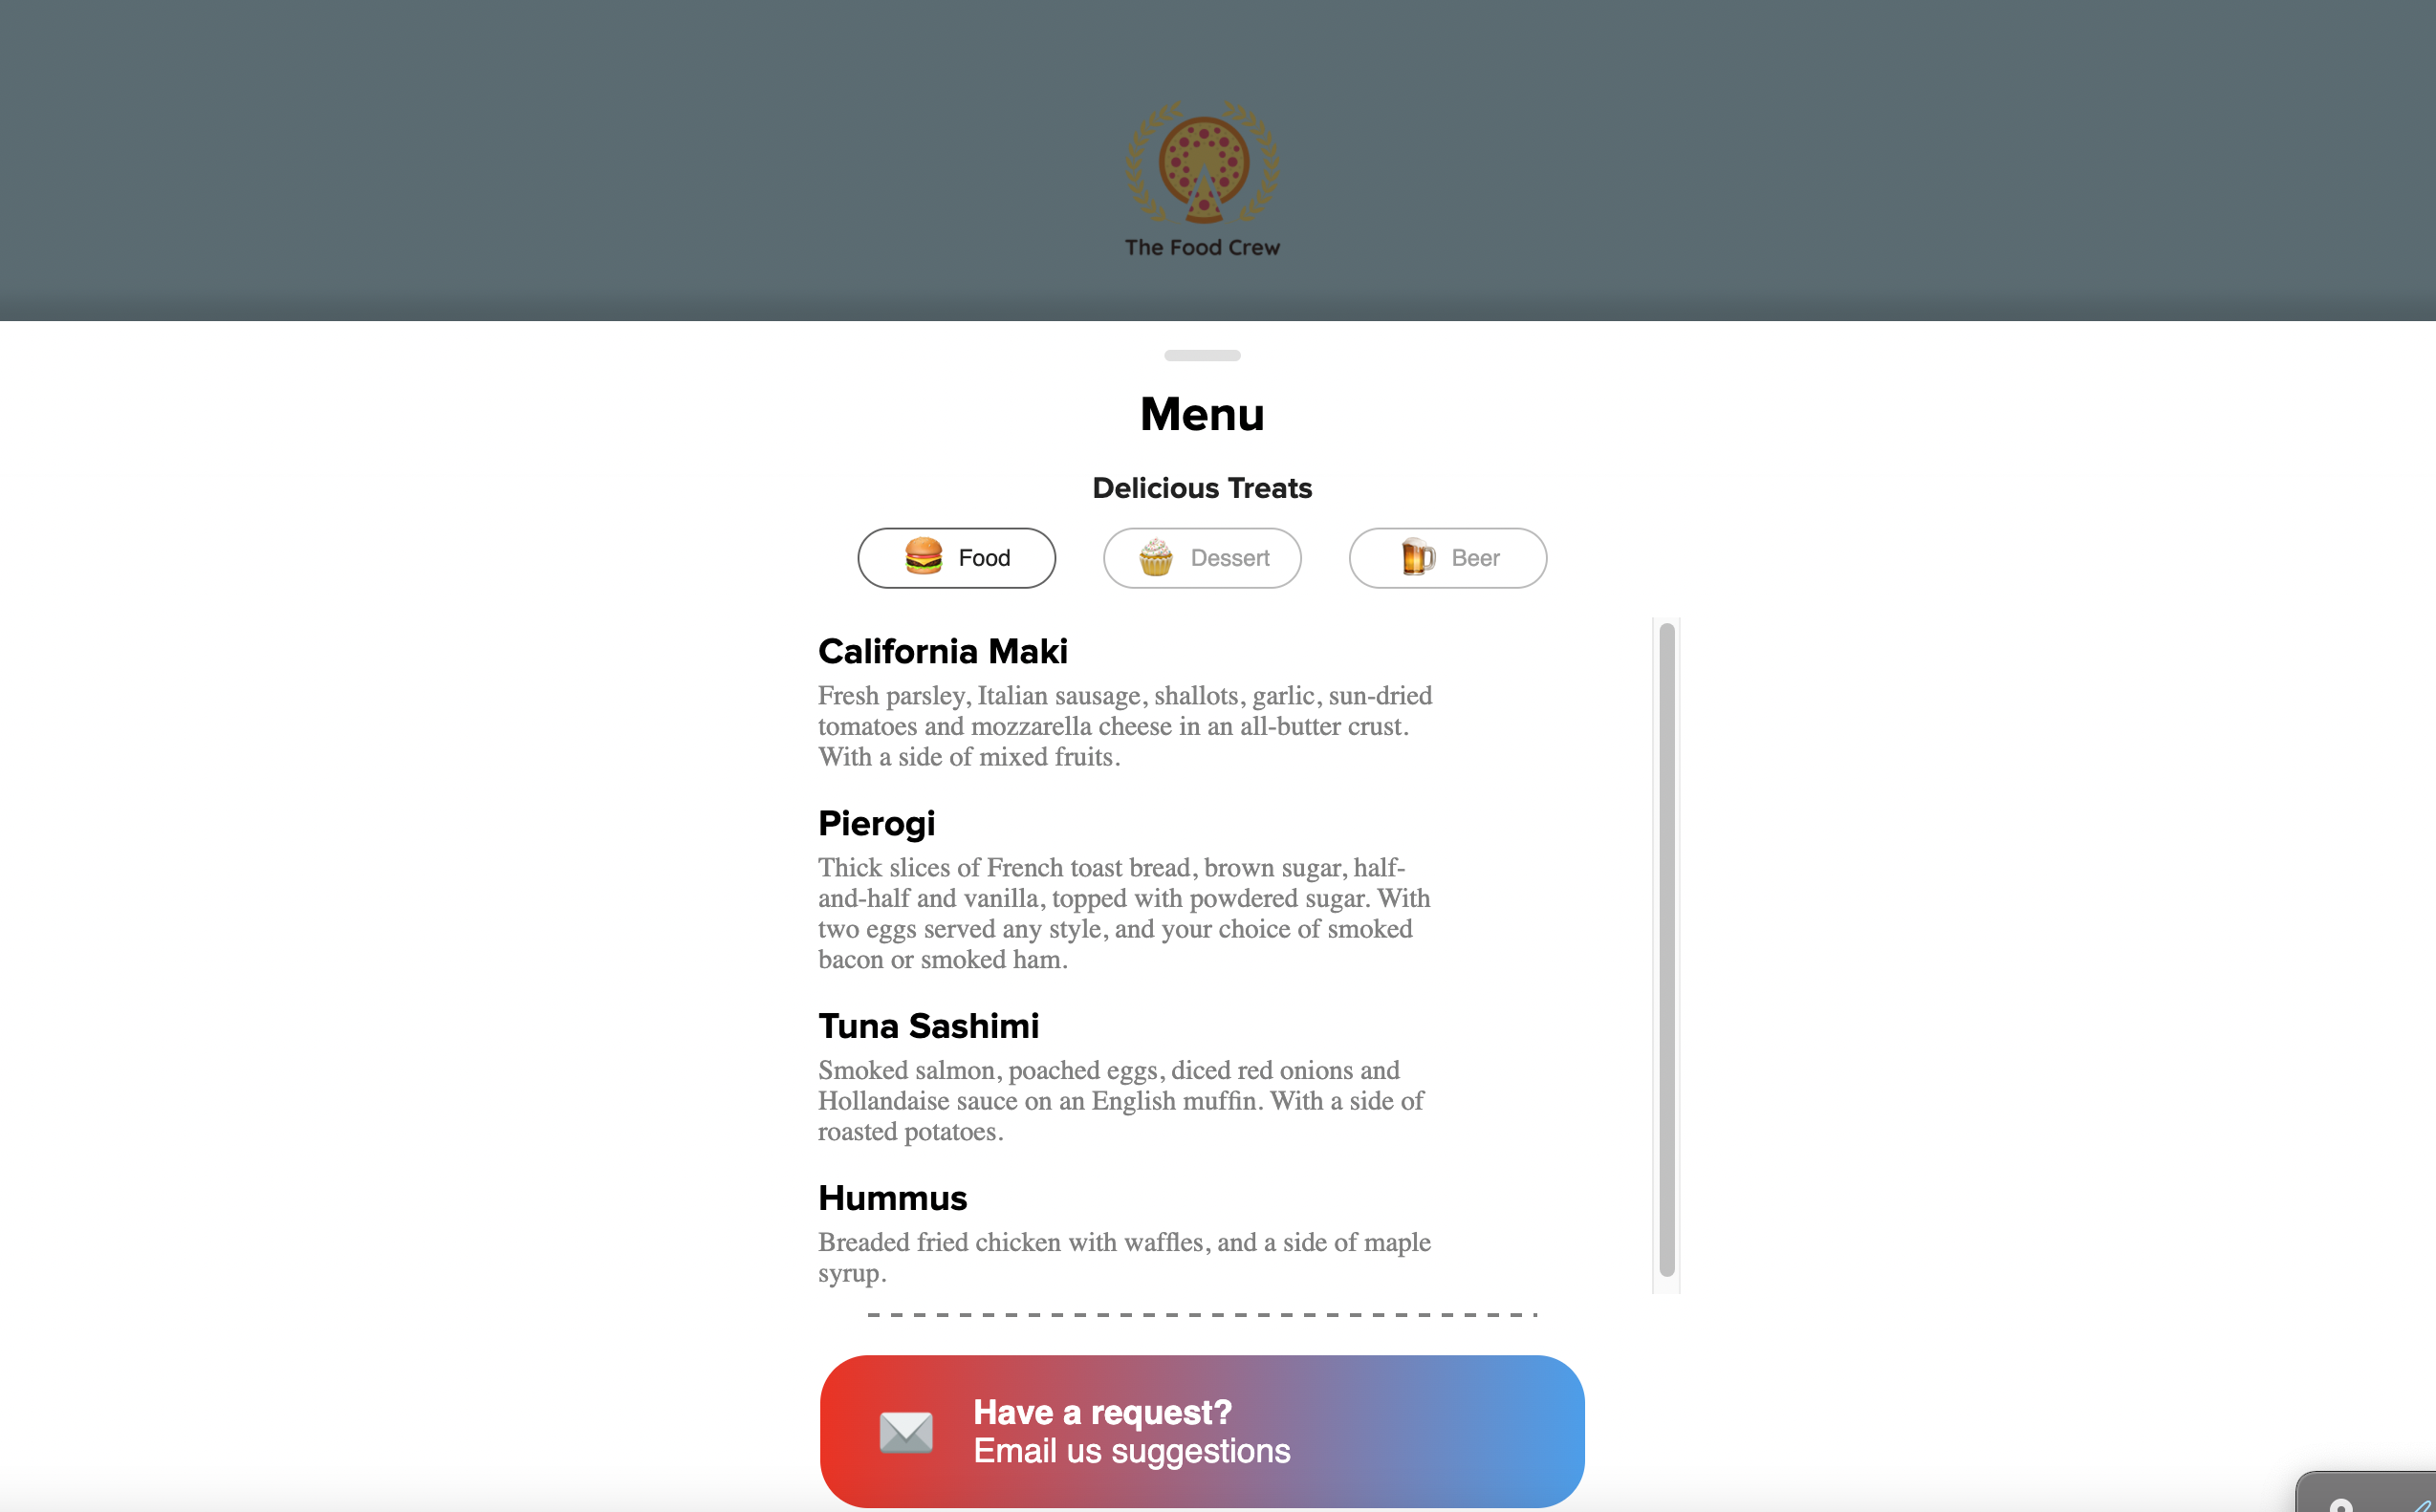 The Food Crew
Menu
Delicious Treats
Food
Dessert
Beer
California Maki
Fresh parsley, Italian sausage, shallots, garlic, sun-dried
tomatoes and mozzarella cheese in an all-butter crust.
With a side of mixed fruits.
Pierogi
Thick slices of French toast bread, brown sugar, half-
and-half and vanilla, topped with powdered sugar. With
two eggs served any style, and your choice of smoked
bacon or smoked ham.
Tuna Sashimi
Smoked salmon, poached eggs, diced red onions and
Hollandaise sauce on an English muffin. With a side of
roasted potatoes.
Hummus
Breaded fried chicken with waffles, and a side of maple
syrup.
Have a request?
Email us suggestions